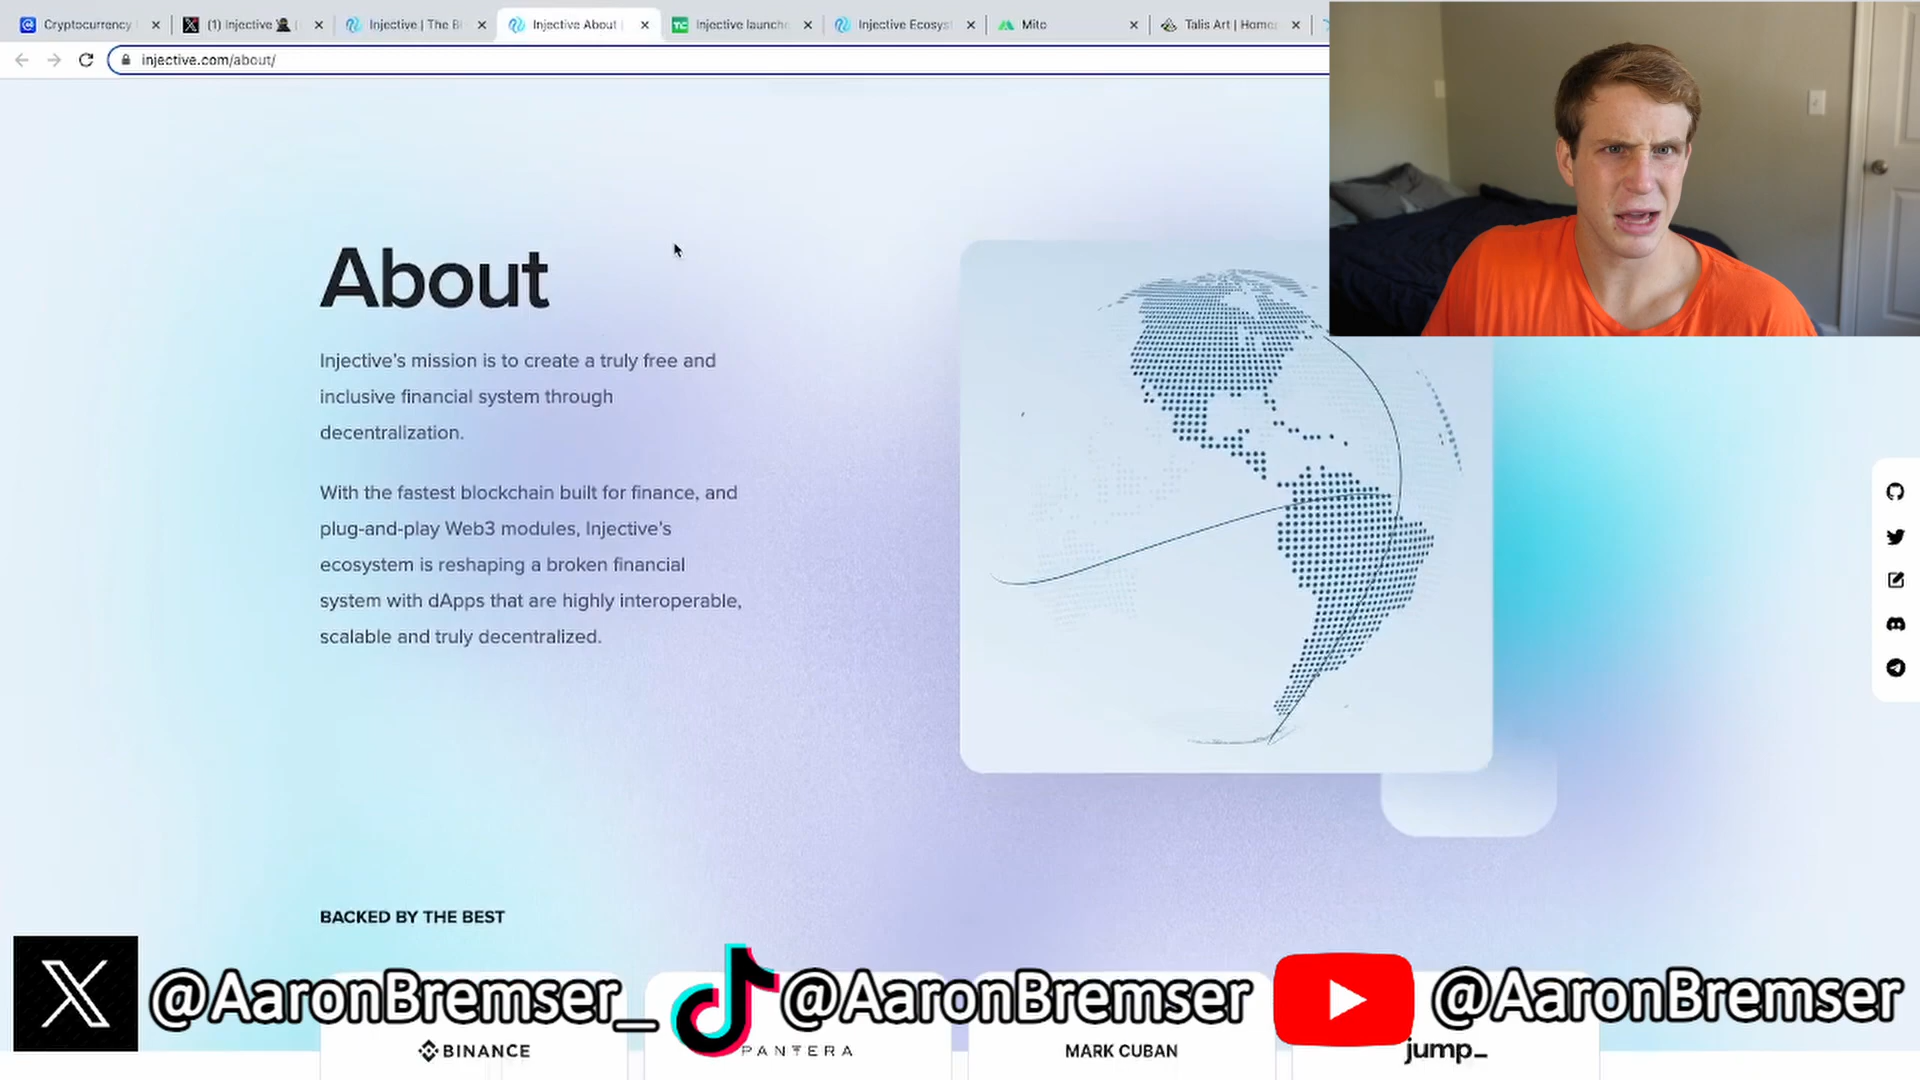 Cryptocurrency
(1) Injective
Injective | The Bl
Injective About |
Injective launche
Injective Ecosyst
Mito
Talis Art | Home
injective.com/about/
About
Injective's mission is to create a truly free and
inclusive financial system through
decentralization.
With the fastest blockchain built for finance, and
plug-and-play Web3 modules, Injective's
ecosystem is reshaping a broken financial
system with dApps that are highly interoperable,
scalable and truly decentralized.
BACKED BY THE BEST
@AaronBremser_
@AaronBremser
@AaronBremser
BINANCE
PANTERA
MARK CUBAN
jump_